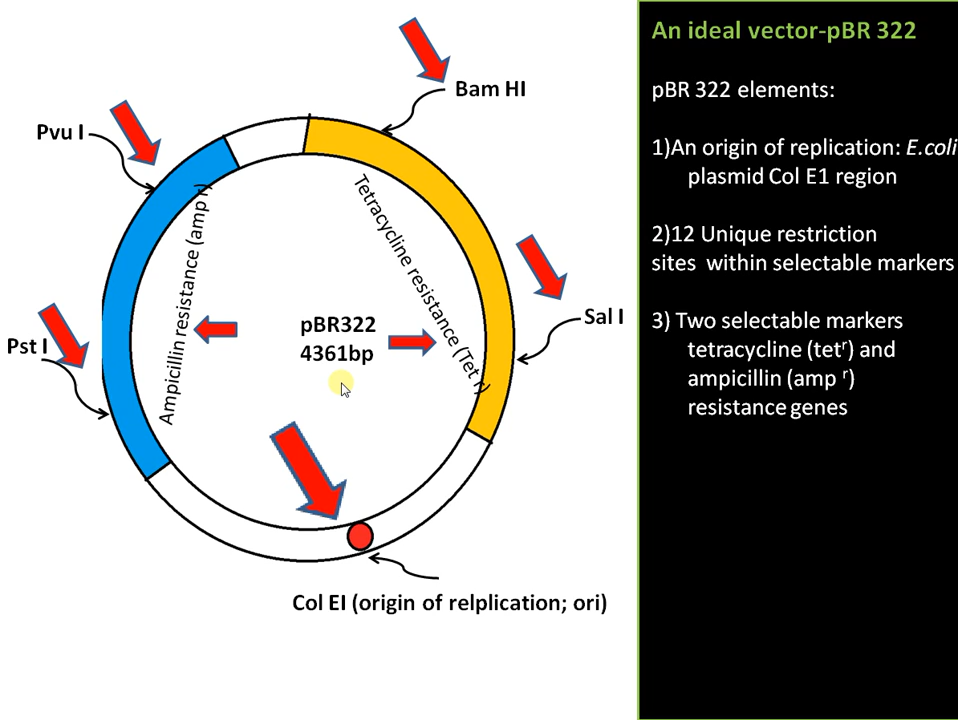 Bam HI
Pvu I
Tetracycline resistance (Tet r)
Ampicillin resistance (amp r)
Sal I
Pst I
pBR322
4361bp
Col EI (origin of relplication; ori)
An ideal vector-pBR 322
pBR 322 elements:
1)An origin of replication: E.coli
plasmid Col E1 region
2)12 Unique restriction
sites within selectable markers
3) Two selectable markers
tetracycline (tetʳ) and
ampicillin (amp ʳ)
resistance genes